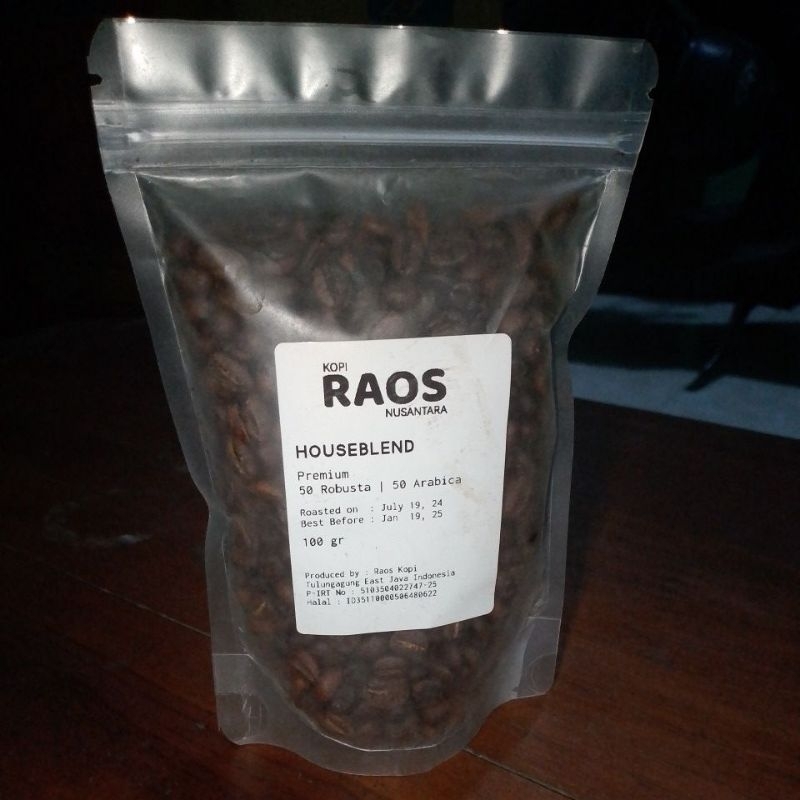 KOPI
RAOS
NUSANTARA
HOUSEBLEND
Premium
50 Robusta | 50 Arabica
Roasted on : July 19, 24
Best Before : Jan 19, 25
100 gr
Produced by : Raos Kopi
Tulungagung East Java Indonesia
P-IRT No : 5103504022747-25
Halal : ID35110000506480622